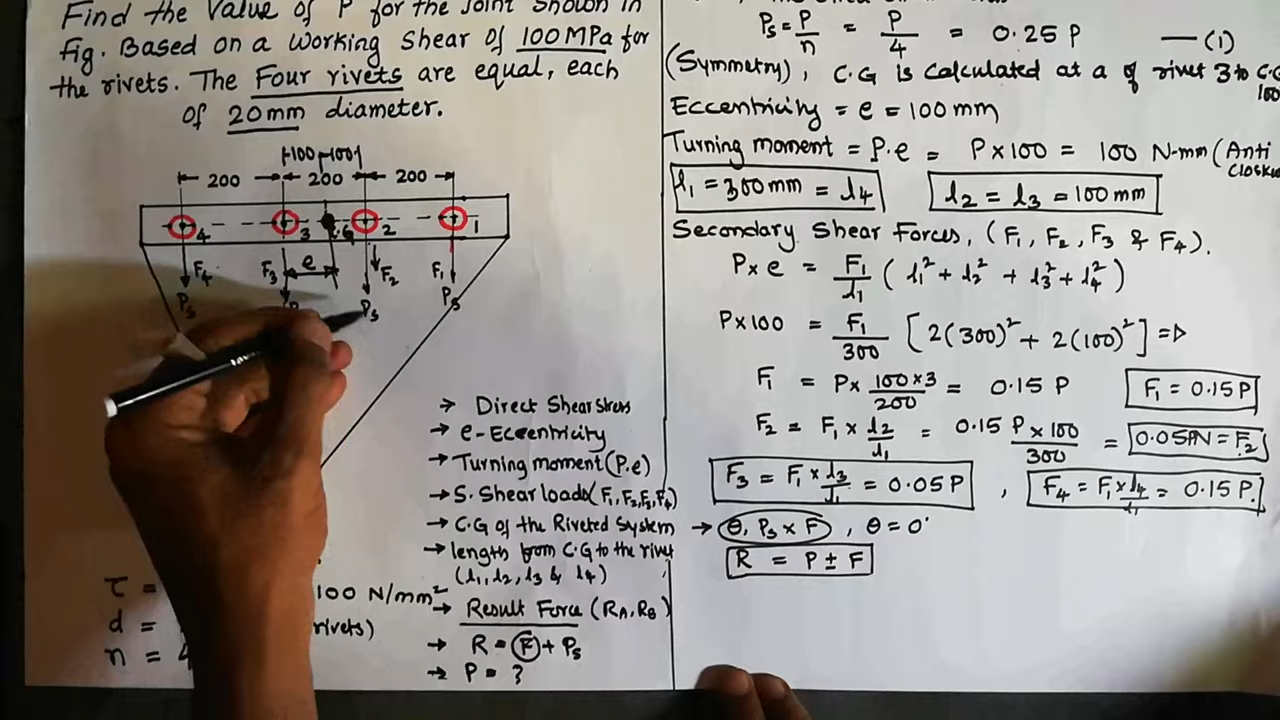 Find the Value of P for the Joint Shown in
fig. Based on a working shear of 100 MPa for
the rivets. The Four rivets are equal, each
of 20mm diameter.
100 100
200 200 200
4 3 CG 2 1
F4 F3 e F2 F1
Ps Ps Ps
→ Direct Shear Stress
→ e-Eccentricity
→ Turning moment (P.e)
→ S. Shear loads (F1, F2, F3, F4)
→ C.G of the Riveted System
→ length from C.G to the rivet
(l1, l2, l3 & l4)
→ Result Force (RA, RB)
→ R = F + Ps
→ P = ?
τ = 100 N/mm²
d = rivets)
n = 4
Ps = P/n = P/4 = 0.25 P —(1)
(Symmetry), C.G is calculated at a of rivet 3 to C.G
100
Eccentricity = e = 100 mm
Turning moment = P.e = P×100 = 100 N-mm (Anti
l1 = 300mm = l4 l2 = l3 = 100 mm
Secondary Shear Forces, (F1, F2, F3 & F4).
P×e = F1/l1 (l1² + l2² + l3² + l4²)
P×100 = F1/300 [2(300)² + 2(100)²] ⇒
F1 = P× 100×3/200 = 0.15 P F1 = 0.15 P
F2 = F1 × l2/l1 = 0.15 P×100/300 = 0.05PN = F2
F3 = F1 × l3/l1 = 0.05 P , F4 = F1 × l4/l1 = 0.15 P.
→ θ, Ps × F , θ = 0°
R = P ± F